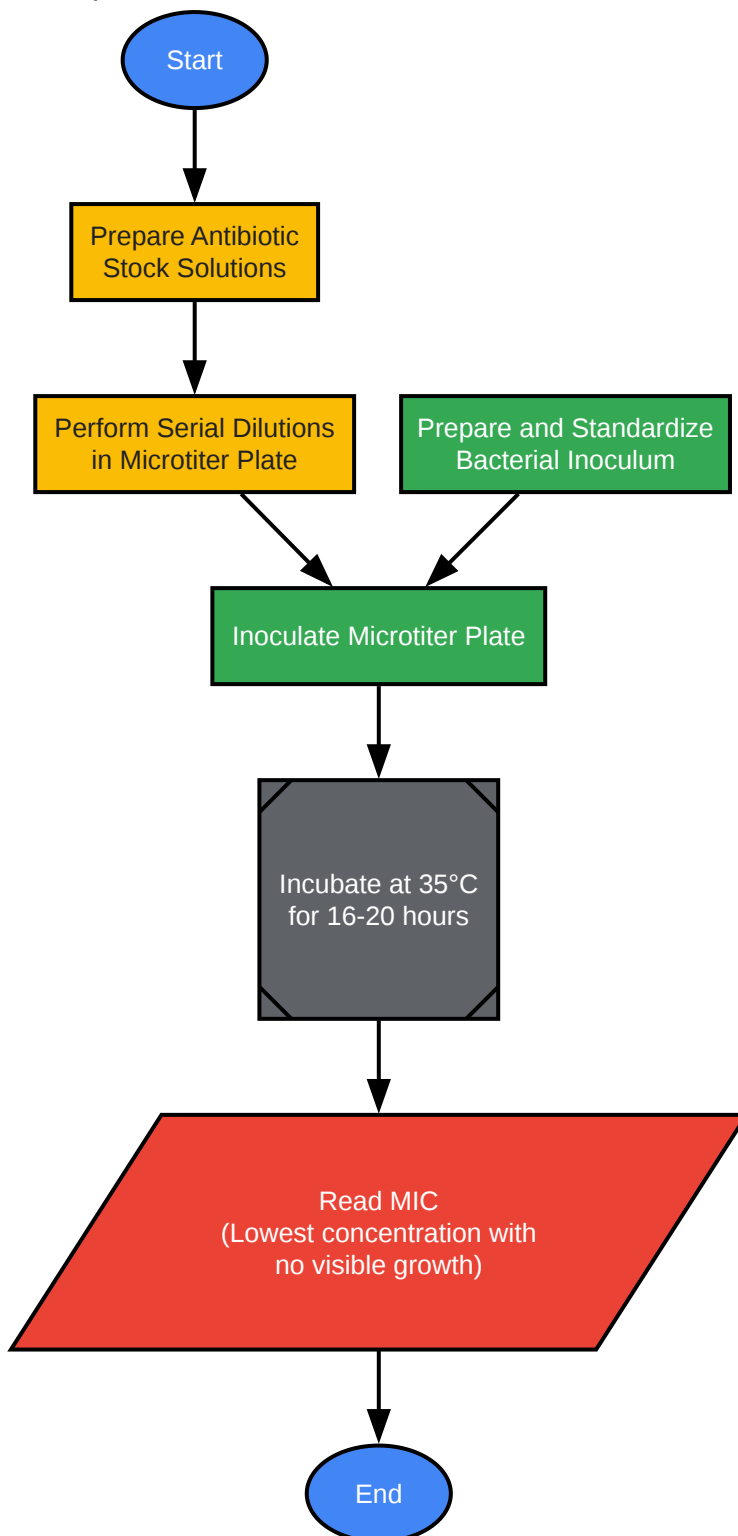 Start
Prepare Antibiotic
Stock Solutions
Perform Serial Dilutions
in Microtiter Plate
Prepare and Standardize
Bacterial Inoculum
Inoculate Microtiter Plate
Incubate at 35°C
for 16-20 hours
Read MIC
(Lowest concentration with
no visible growth)
End